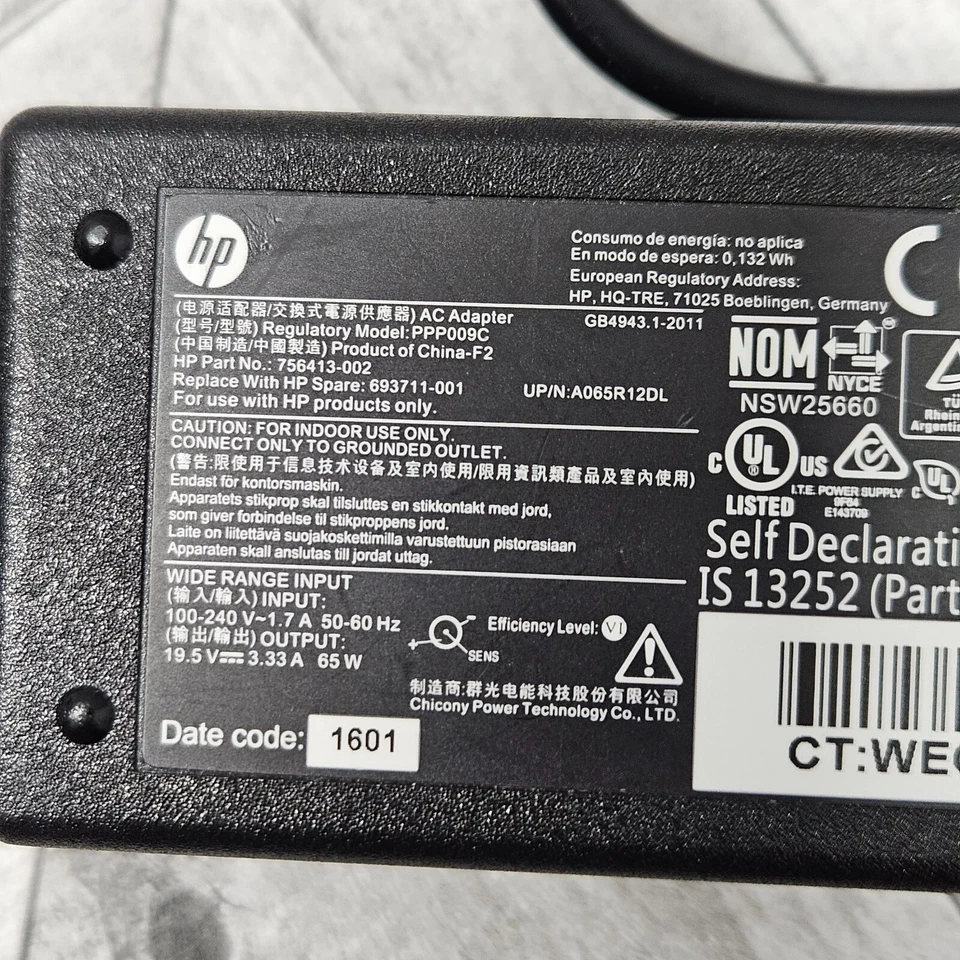 hp
Consumo de energía: no aplica
En modo de espera: 0,132 Wh
European Regulatory Address:
HP, HQ-TRE, 71025 Boeblingen, Germany
(电源适配器/交換式電源供應器) AC Adapter
GB4943.1-2011
(型号/型號) Regulatory Model:PPP009C
(中国制造/中國製造) Product of China-F2
HP Part No.: 756413-002
Replace With HP Spare: 693711-001
UP/N:A065R12DL
For use with HP products only.
NOM
NYCE
NSW25660
CAUTION: FOR INDOOR USE ONLY.
CONNECT ONLY TO GROUNDED OUTLET.
(警告:限使用于信息技术设备及室内使用/限用資訊類產品及室內使用)
Endast för kontorsmaskin.
Apparatets stikprop skal tilsluttes en stikkontakt med jord,
som giver forbindelse til stikproppens jord.
Laite on liitettävä suojakoskettimilla varustettuun pistorasiaan
Apparaten skall anslutas till jordat uttag.
C UL US
LISTED
I.T.E. POWER SUPPLY
E143709
C UL
Self Declarati
IS 13252 (Part
WIDE RANGE INPUT
(输入/輸入) INPUT:
100-240 V~1.7 A 50-60 Hz
(输出/輸出) OUTPUT:
19.5 V⎓3.33 A 65 W
SENS
Efficiency Level: VI
制造商:群光电能科技股份有限公司
Chicony Power Technology Co., LTD.
Date code: 1601
CT:WE